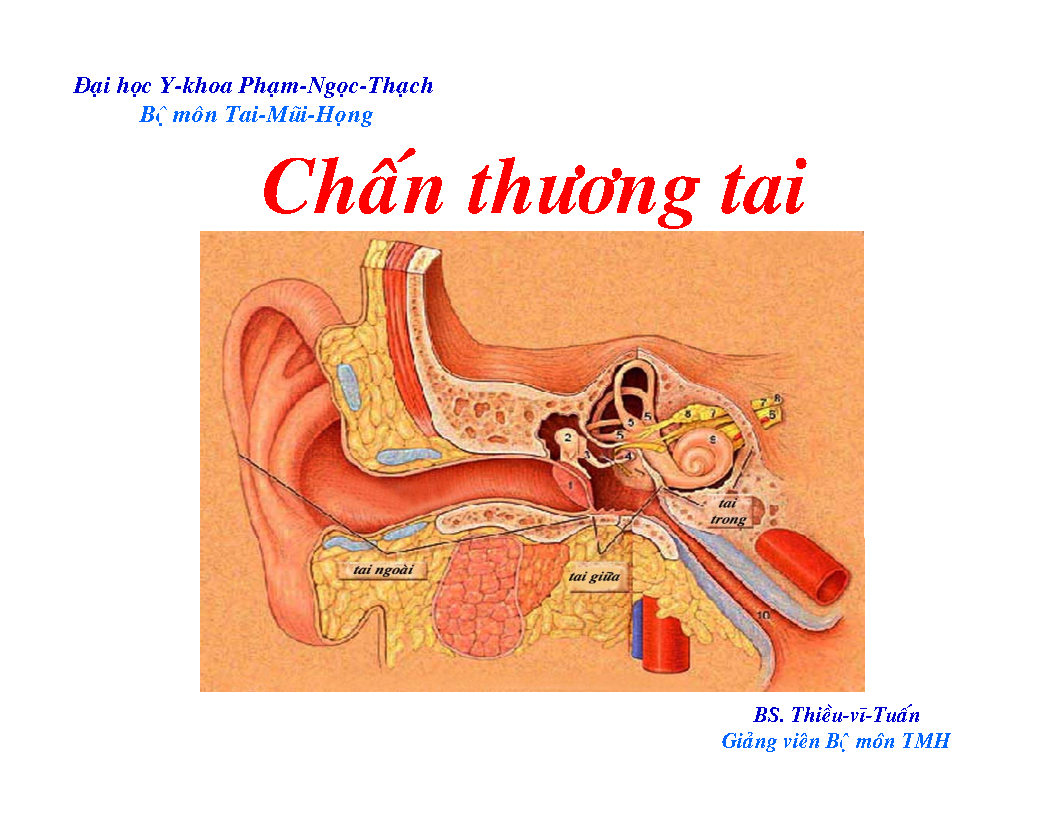 Đại học Y-khoa Phạm-Ngọc-Thạch
Bộ môn Tai-Mũi-Họng
Chấn thương tai
8
7
7
8
8
5
5
5
6
2
3
4
1
tai
trong
tai ngoài
tai giữa
10
BS. Thiều-vĩ-Tuấn
Giảng viên Bộ môn TMH